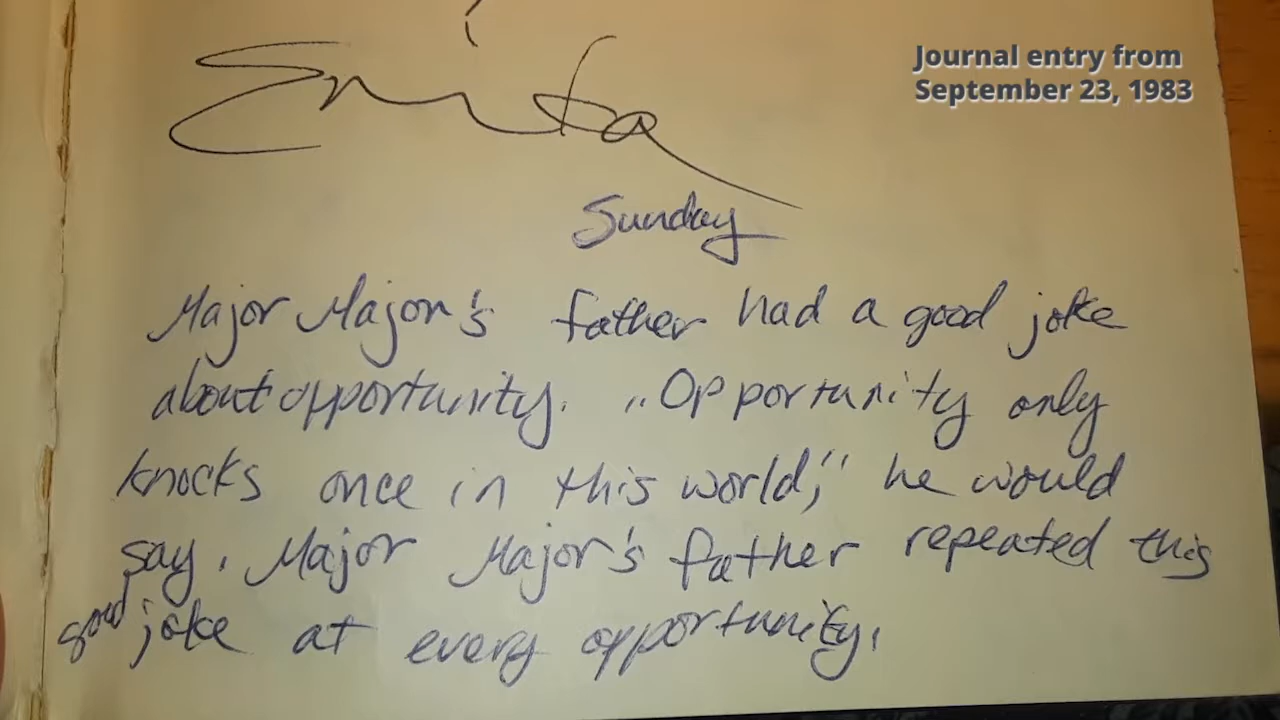 Journal entry from
September 23, 1983
Erita
Sunday
Major Major's father had a good joke
about opportunity. „Opportunity only
knocks once in this world,“ he would
say. Major Major's father repeated this
good joke at every opportunity.